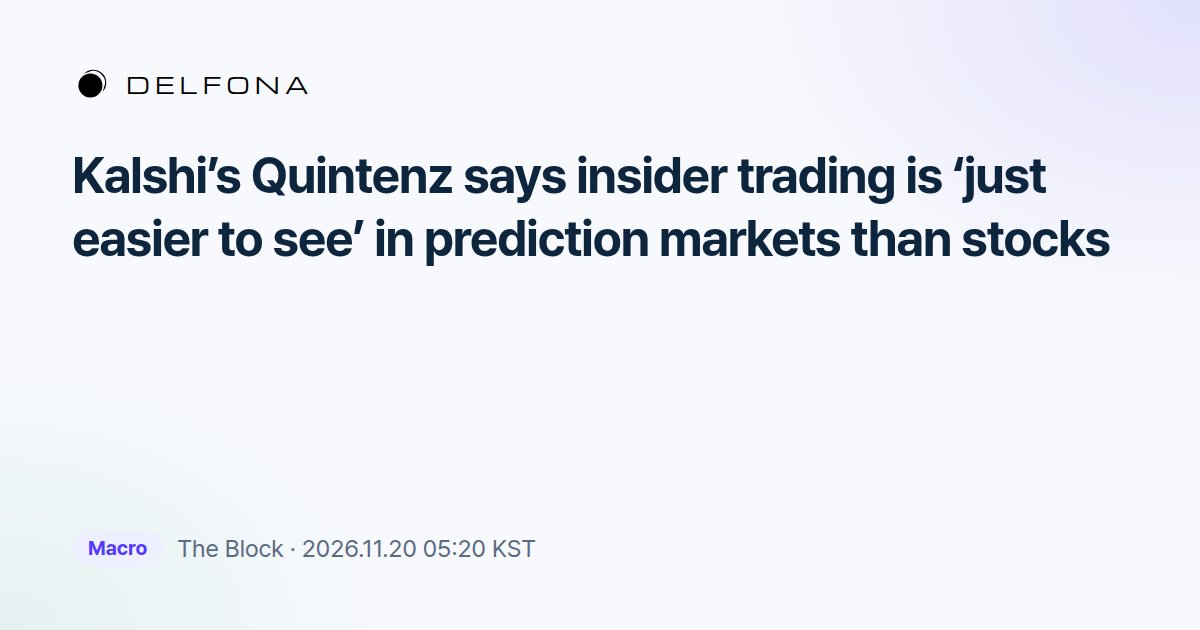 DELFONA
Kalshi’s Quintenz says insider trading is ‘just
easier to see’ in prediction markets than stocks
Macro The Block · 2026.11.20 05:20 KST